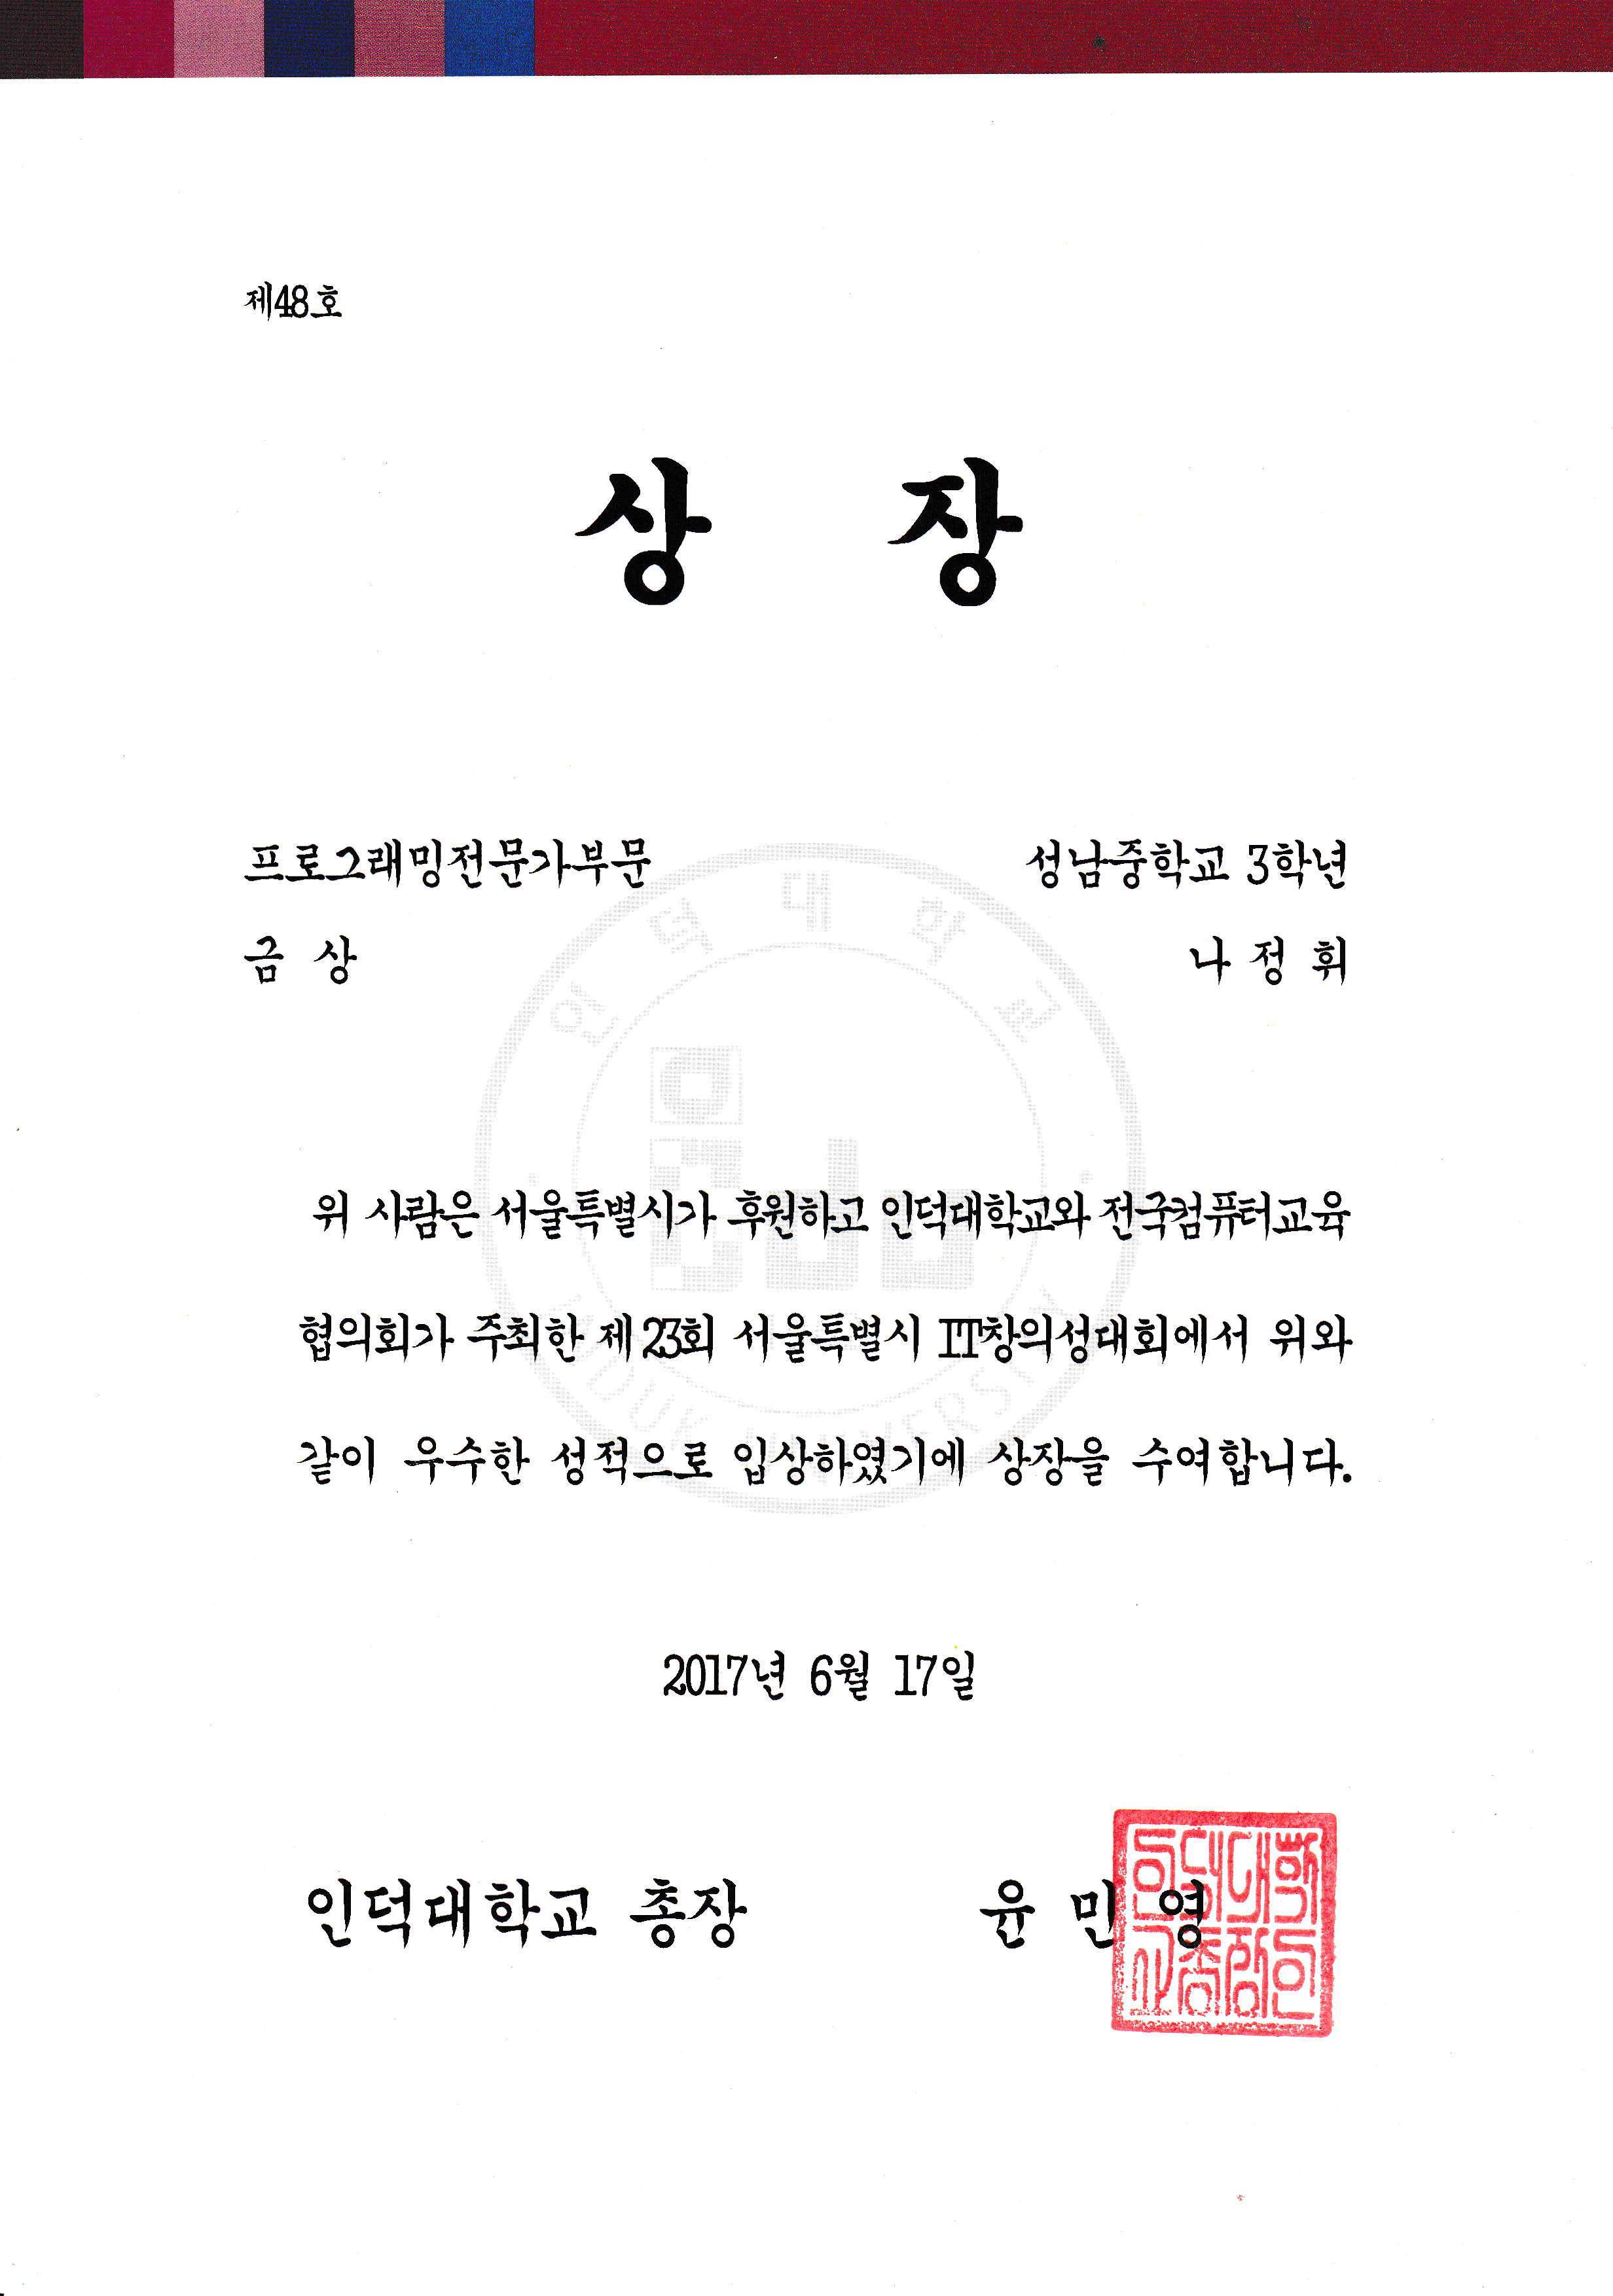 제48호
상 장
프로그래밍전문가부문 성남중학교 3학년
금 상 나 정 휘
위 사람은 서울특별시가 후원하고 인덕대학교와 전국컴퓨터교육
협의회가 주최한 제23회 서울특별시 IT창의성대회에서 위와
같이 우수한 성적으로 입상하였기에 상장을 수여합니다.
2017년 6월 17일
인덕대학교 총장 윤 민 영
인덕대학교
INDUK UNIVERSITY